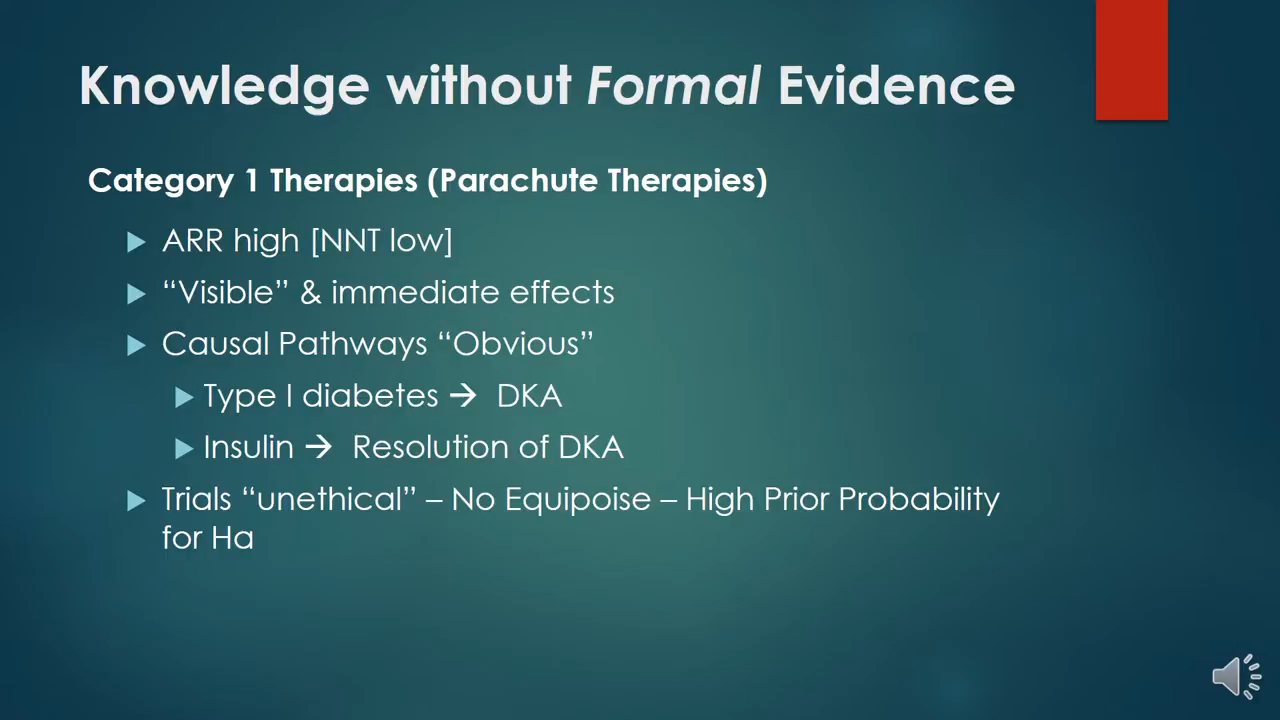 Knowledge without Formal Evidence
Category 1 Therapies (Parachute Therapies)
ARR high [NNT low]
“Visible” & immediate effects
Causal Pathways “Obvious”
Type I diabetes → DKA
Insulin → Resolution of DKA
Trials “unethical” – No Equipoise – High Prior Probability
for Ha